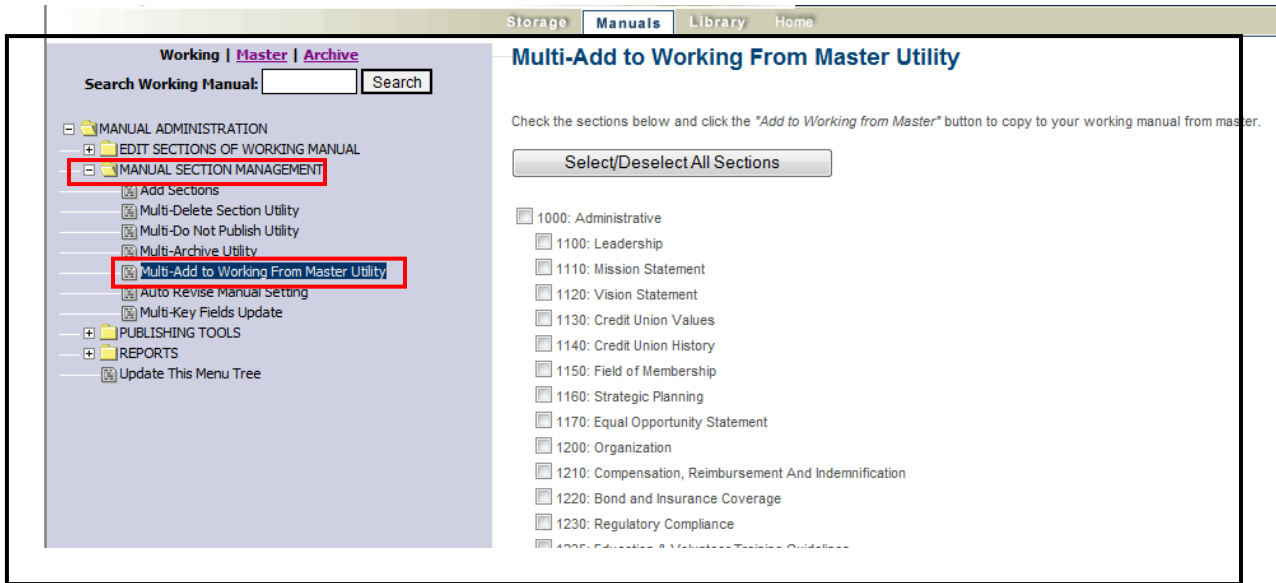 Storage Manuals Library Home
Working | Master | Archive
Search Working Manual: Search
MANUAL ADMINISTRATION
EDIT SECTIONS OF WORKING MANUAL
MANUAL SECTION MANAGEMENT
Add Sections
Multi-Delete Section Utility
Multi-Do Not Publish Utility
Multi-Archive Utility
Multi-Add to Working From Master Utility
Auto Revise Manual Setting
Multi-Key Fields Update
PUBLISHING TOOLS
REPORTS
Update This Menu Tree
Multi-Add to Working From Master Utility
Check the sections below and click the "Add to Working from Master" button to copy to your working manual from master.
Select/Deselect All Sections
1000: Administrative
1100: Leadership
1110: Mission Statement
1120: Vision Statement
1130: Credit Union Values
1140: Credit Union History
1150: Field of Membership
1160: Strategic Planning
1170: Equal Opportunity Statement
1200: Organization
1210: Compensation, Reimbursement And Indemnification
1220: Bond and Insurance Coverage
1230: Regulatory Compliance
1235: Education & Volunteer Training Guidelines